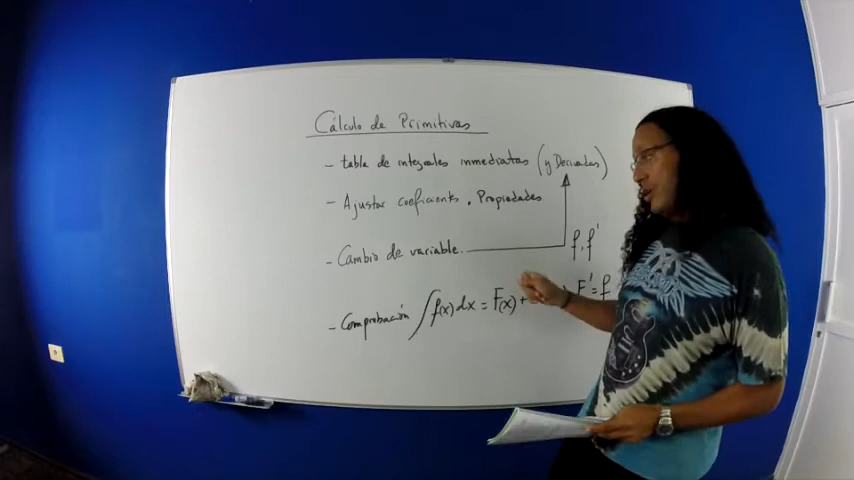 Cálculo de Primitivas
- tabla de integrales inmediatas (y Derivadas)
- Ajustar coeficientes. Propiedades
- Cambio de variable. f, f'
- Comprobación ∫f(x)dx = F(x) + F' = f